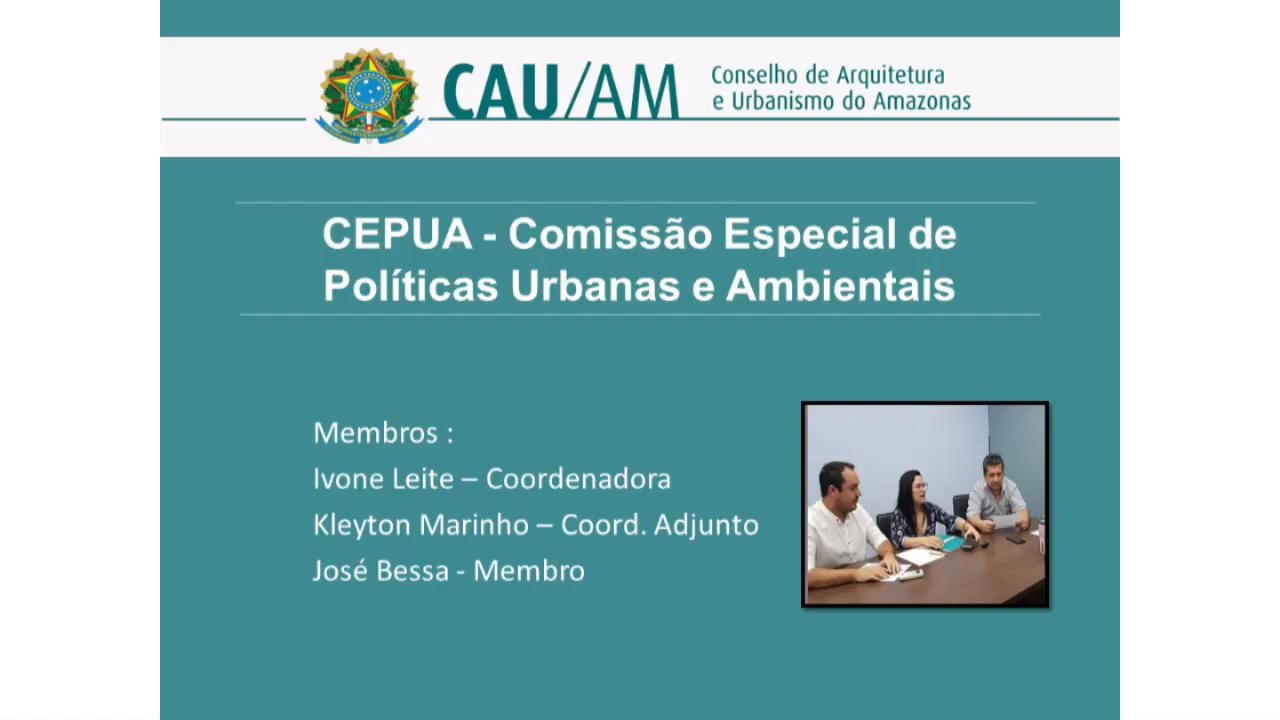 CAU/AM
Conselho de Arquitetura
e Urbanismo do Amazonas
CEPUA - Comissão Especial de
Políticas Urbanas e Ambientais
Membros :
Ivone Leite – Coordenadora
Kleyton Marinho – Coord. Adjunto
José Bessa - Membro